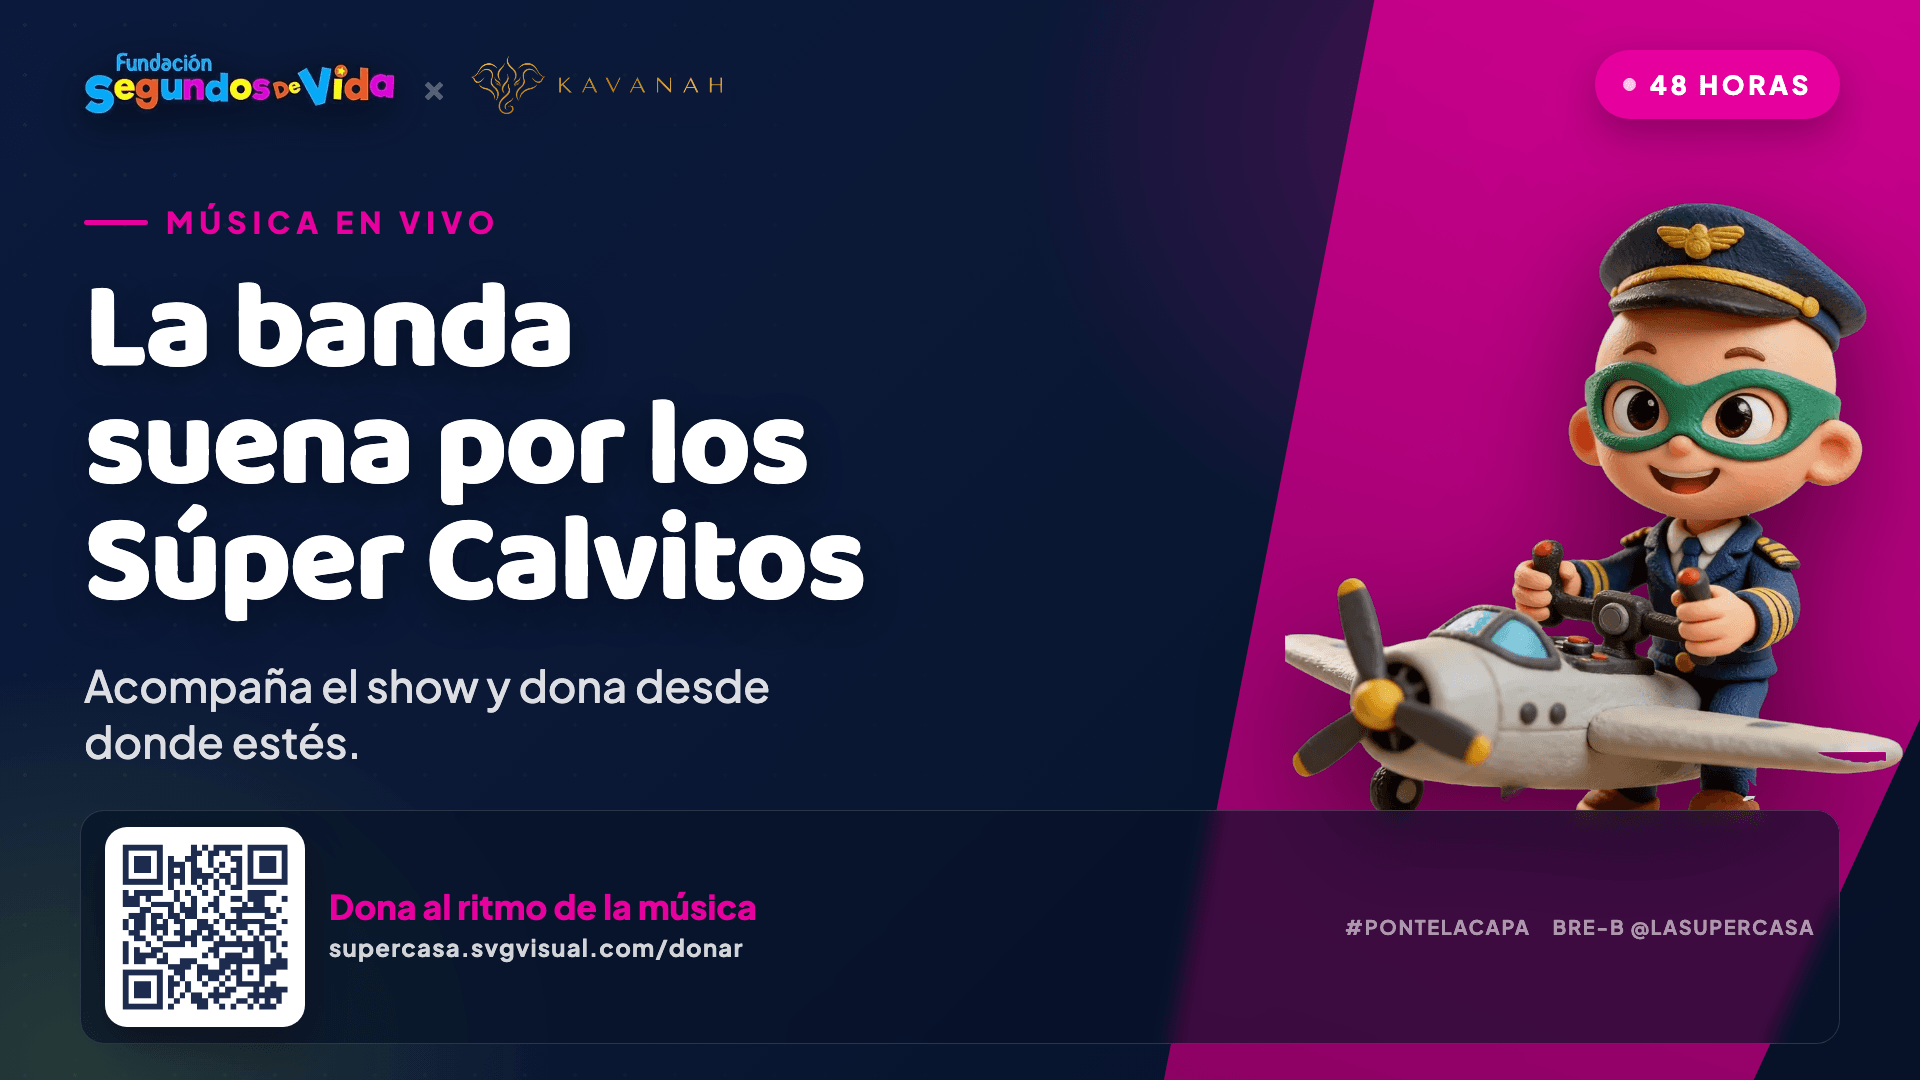 Fundación
Segundos DE Vida
×
KAVANAH
48 HORAS
MÚSICA EN VIVO
La banda
suena por los
Súper Calvitos
Acompaña el show y dona desde
donde estés.
Dona al ritmo de la música
supercasa.svgvisual.com/donar
#PONTELACAPA BRE-B @LASUPERCASA